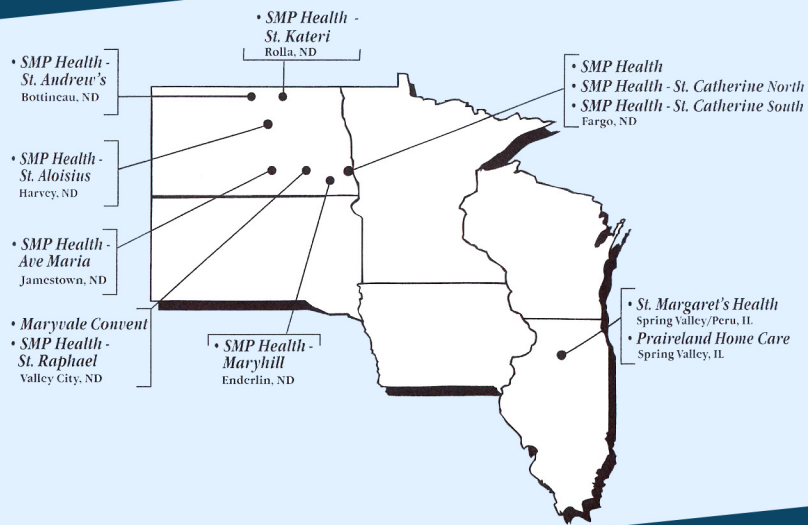 • SMP Health -
St. Kateri
Rolla, ND
• SMP Health -
St. Andrew's
Bottineau, ND
• SMP Health
• SMP Health - St. Catherine North
• SMP Health - St. Catherine South
Fargo, ND
• SMP Health -
St. Aloisius
Harvey, ND
• SMP Health -
Ave Maria
Jamestown, ND
• Maryvale Convent
• SMP Health -
St. Raphael
Valley City, ND
• SMP Health -
Maryhill
Enderlin, ND
• St. Margaret's Health
Spring Valley/Peru, IL
• Praireland Home Care
Spring Valley, IL